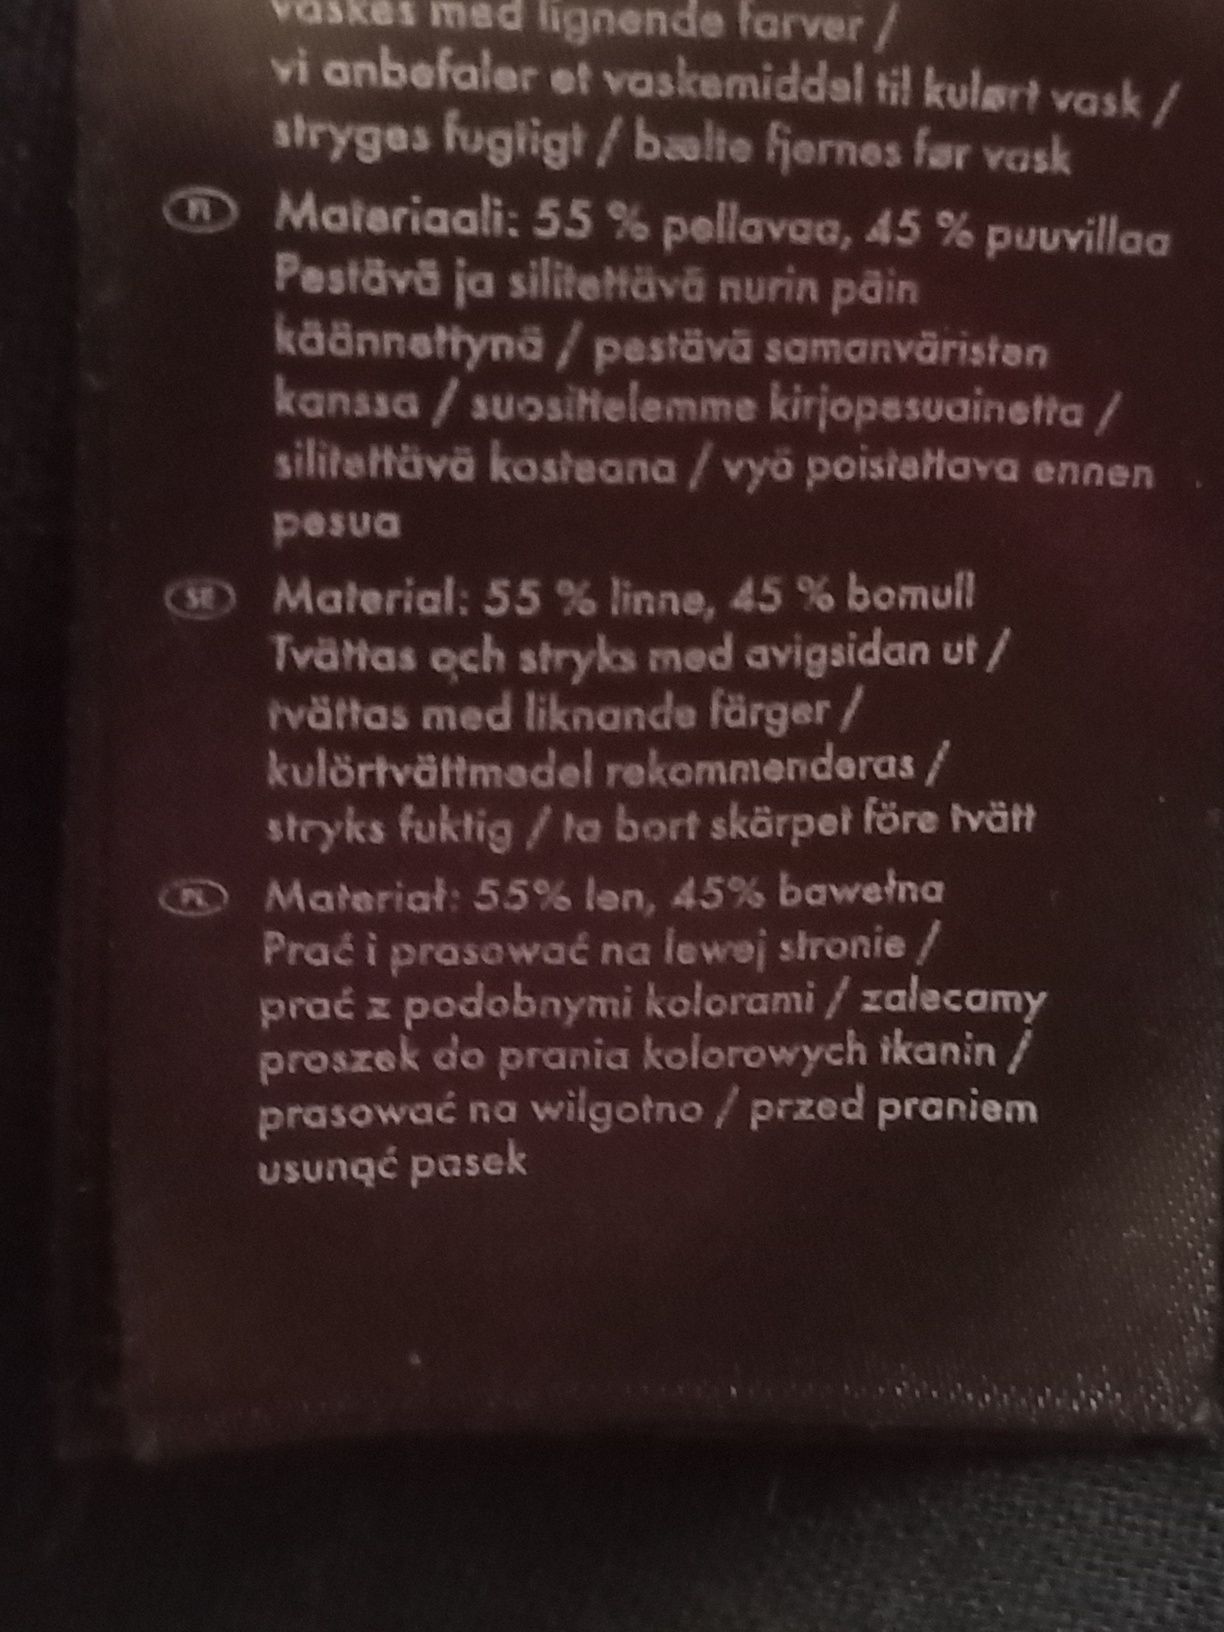 vaskes med lignende farver /
vi anbefaler et vaskemiddel til kulørt vask /
stryges fugtigt / bælte fjernes før vask
FI Materiaali: 55 % pellavaa, 45 % puuvillaa
Pestävä ja silitettävä nurin päin
käännettynä / pestävä samanväristen
kanssa / suosittelemme kirjopesuainetta /
silitettävä kosteana / vyö poistettava ennen
pesua
SE Material: 55 % linne, 45 % bomull
Tvättas och stryks med avigsidan ut /
tvättas med liknande färger /
kulörtvättmedel rekommenderas /
stryks fuktig / ta bort skärpet före tvätt
PL Materiał: 55% len, 45% bawełna
Prać i prasować na lewej stronie /
prać z podobnymi kolorami / zalecamy
proszek do prania kolorowych tkanin /
prasować na wilgotno / przed praniem
usunąć pasek